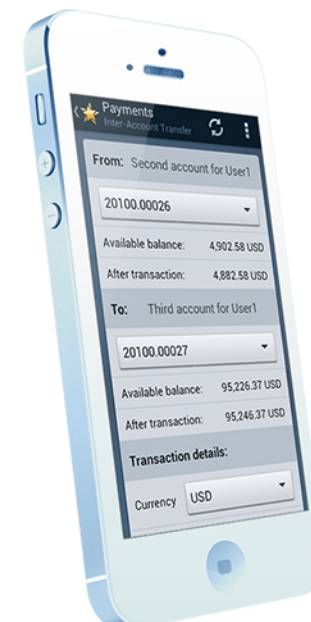 Payments
Inter-Account Transfer
From: Second account for User1
20100.00026
Available balance: 4,902.58 USD
After transaction: 4,882.58 USD
To: Third account for User1
20100.00027
Available balance: 95,226.37 USD
After transaction: 95,246.37 USD
Transaction details:
Currency USD